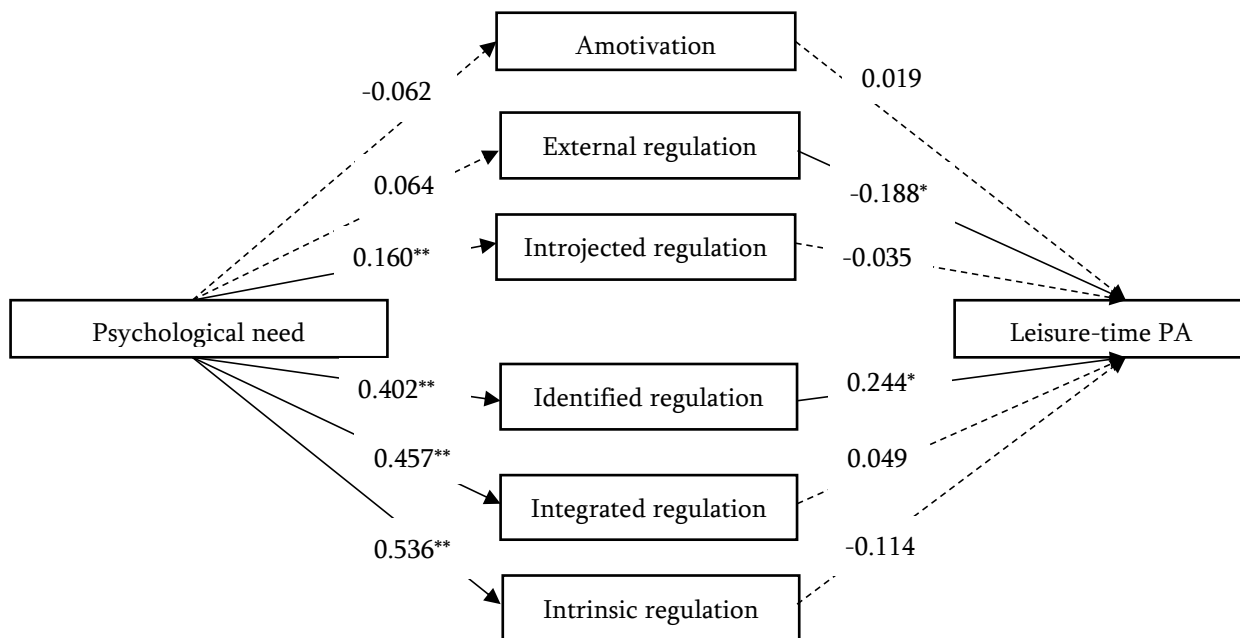 Amotivation
-0.062
0.019
External regulation
0.064
-0.188*
Introjected regulation
0.160**
-0.035
Psychological need
Leisure-time PA
0.402**
Identified regulation
0.244*
0.457**
Integrated regulation
0.049
0.536**
-0.114
Intrinsic regulation